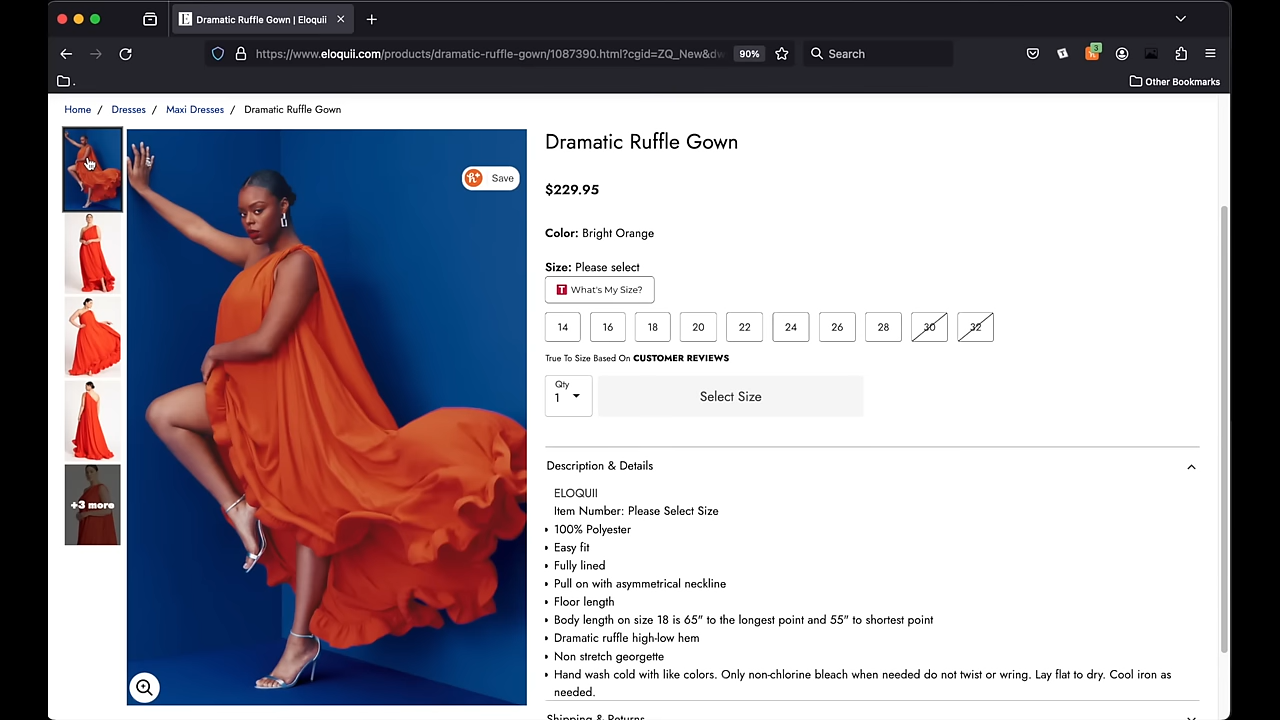 Dramatic Ruffle Gown | Eloquii
https://www.eloquii.com/products/dramatic-ruffle-gown/1087390.html?cgid=ZQ_New&d
90%
Search
3
.
Other Bookmarks
Home / Dresses / Maxi Dresses / Dramatic Ruffle Gown
Save
+3 more
Dramatic Ruffle Gown
$229.95
Color: Bright Orange
Size: Please select
T What's My Size?
14 16 18 20 22 24 26 28 30 32
True To Size Based On CUSTOMER REVIEWS
Qty
1
Select Size
Description & Details
ELOQUII
Item Number: Please Select Size
100% Polyester
Easy fit
Fully lined
Pull on with asymmetrical neckline
Floor length
Body length on size 18 is 65" to the longest point and 55" to shortest point
Dramatic ruffle high-low hem
Non stretch georgette
Hand wash cold with like colors. Only non-chlorine bleach when needed do not twist or wring. Lay flat to dry. Cool iron as
needed.
Shipping & Returns